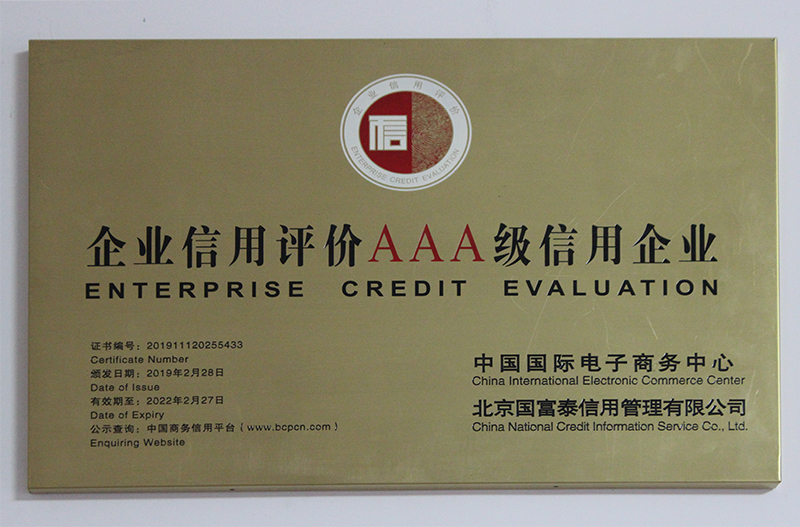 企业信用评价
信
ENTERPRISE CREDIT EVALUATION
企业信用评价AAA级信用企业
ENTERPRISE CREDIT EVALUATION
证书编号：201911120255433
Certificate Number
颁发日期：2019年2月28日
Date of Issue
有效期至：2022年2月27日
Date of Expiry
公示查询：中国商务信用平台（www.bcpcn.com）
Enquiring Website
中国国际电子商务中心
China International Electronic Commerce Center
北京国富泰信用管理有限公司
China National Credit Information Service Co., Ltd.